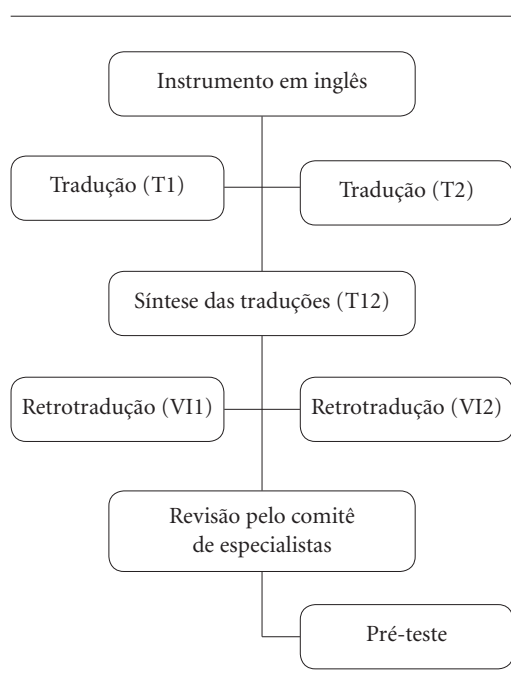 Instrumento em inglês
Tradução (T1)
Tradução (T2)
Síntese das traduções (T12)
Retrotradução (VI1)
Retrotradução (VI2)
Revisão pelo comitê
de especialistas
Pré-teste